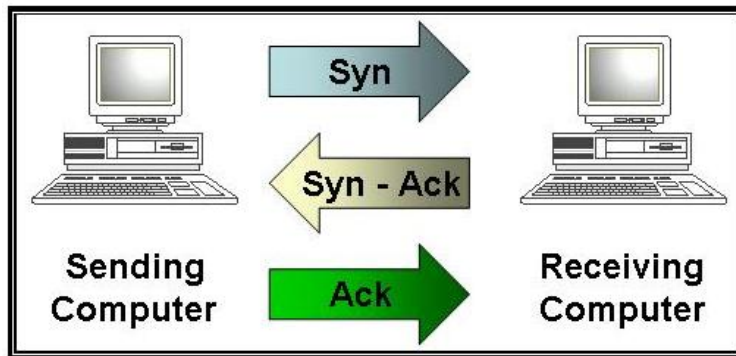 Syn
Syn - Ack
Ack
Sending
Computer
Receiving
Computer